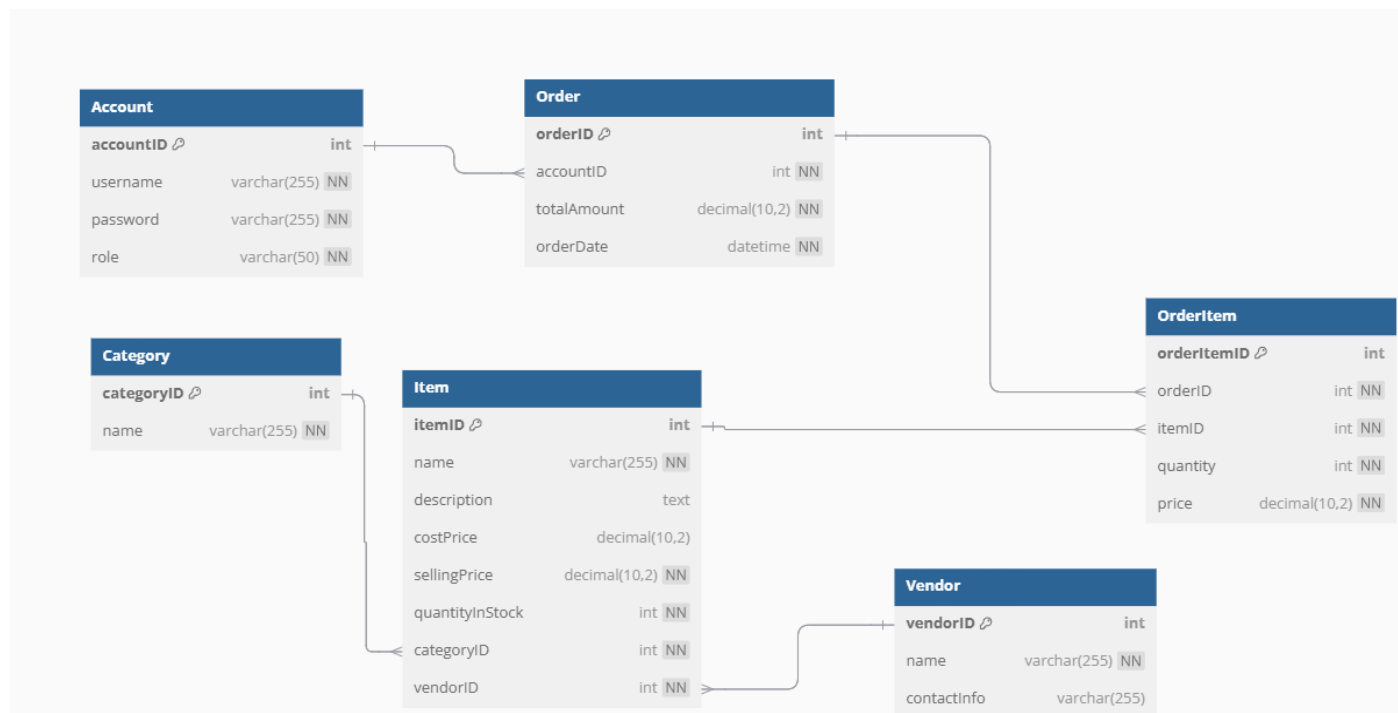 Account
accountID int
username varchar(255) NN
password varchar(255) NN
role varchar(50) NN
Order
orderID int
accountID int NN
totalAmount decimal(10,2) NN
orderDate datetime NN
Category
categoryID int
name varchar(255) NN
Item
itemID int
name varchar(255) NN
description text
costPrice decimal(10,2)
sellingPrice decimal(10,2) NN
quantityInStock int NN
categoryID int NN
vendorID int NN
OrderItem
orderItemID int
orderID int NN
itemID int NN
quantity int NN
price decimal(10,2) NN
Vendor
vendorID int
name varchar(255) NN
contactInfo varchar(255)